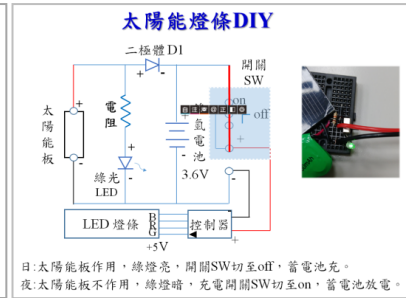 太陽能燈條DIY
二極體 D1
+ -
開關
SW
on
off
太陽能板
+
-
電阻
+
-
綠光
LED
氫電池
3.6V
+
-
LED 燈條
B
R
G
控制器
+5V
-
+
日:太陽能板作用，綠燈亮，開關SW切至off，蓄電池充。
夜:太陽能板不作用，綠燈暗，充電開關SW切至on，蓄電池放電。